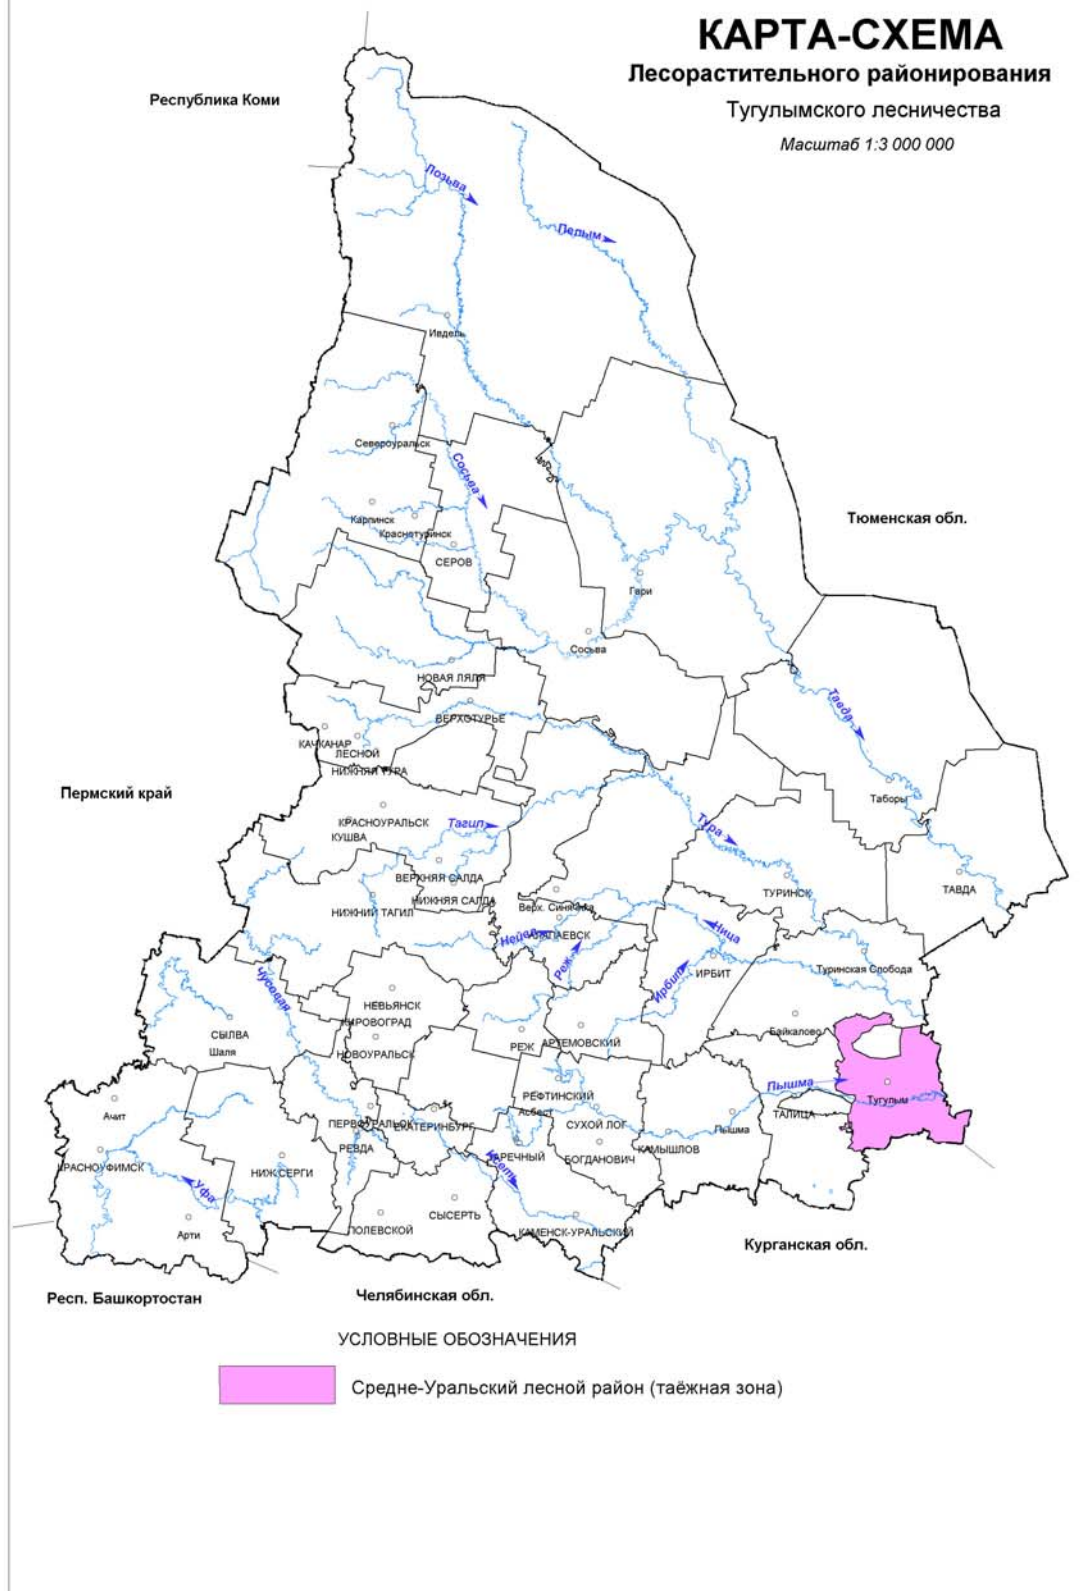 КАРТА-СХЕМА
Лесорастительного районирования
Тугулымского лесничества
Масштаб 1:3 000 000
Республика Коми
Лозьва
Пелым
Ивдель
Североуральск
Сосьва
Карпинск
Краснотурьинск
СЕРОВ
Тюменская обл.
Гари
Сосьва
НОВАЯ ЛЯЛЯ
Тавда
ВЕРХОТУРЬЕ
КАЧКАНАР
ЛЕСНОЙ
НИЖНЯЯ ТУРА
Пермский край
Таборы
КРАСНОУРАЛЬСК
Тагил
Тура
КУШВА
ВЕРХНЯЯ САЛДА
ТАВДА
ТУРИНСК
НИЖНЯЯ САЛДА
НИЖНИЙ ТАГИЛ
Верх. Синячиха
Нейва
АЛАПАЕВСК
Ница
Реж
ИРБИТ
Ирбит
Туринская Слобода
Чусовая
НЕВЬЯНСК
КИРОВОГРАД
Байкалово
СЫЛВА
Шаля
НОВОУРАЛЬСК
РЕЖ
АРТЕМОВСКИЙ
Пышма
РЕФТИНСКИЙ
Тугулым
Ачит
Асбест
ТАЛИЦА
ПЕРВОУРАЛЬСК
ЕКАТЕРИНБУРГ
СУХОЙ ЛОГ
Пышма
РЕВДА
КАМЫШЛОВ
ЗАРЕЧНЫЙ
БОГДАНОВИЧ
КРАСНОУФИМСК
НИЖ.СЕРГИ
Исеть
Уфа
СЫСЕРТЬ
ПОЛЕВСКОЙ
КАМЕНСК-УРАЛЬСКИЙ
Арти
Курганская обл.
Респ. Башкортостан
Челябинская обл.
УСЛОВНЫЕ ОБОЗНАЧЕНИЯ
Средне-Уральский лесной район (таёжная зона)